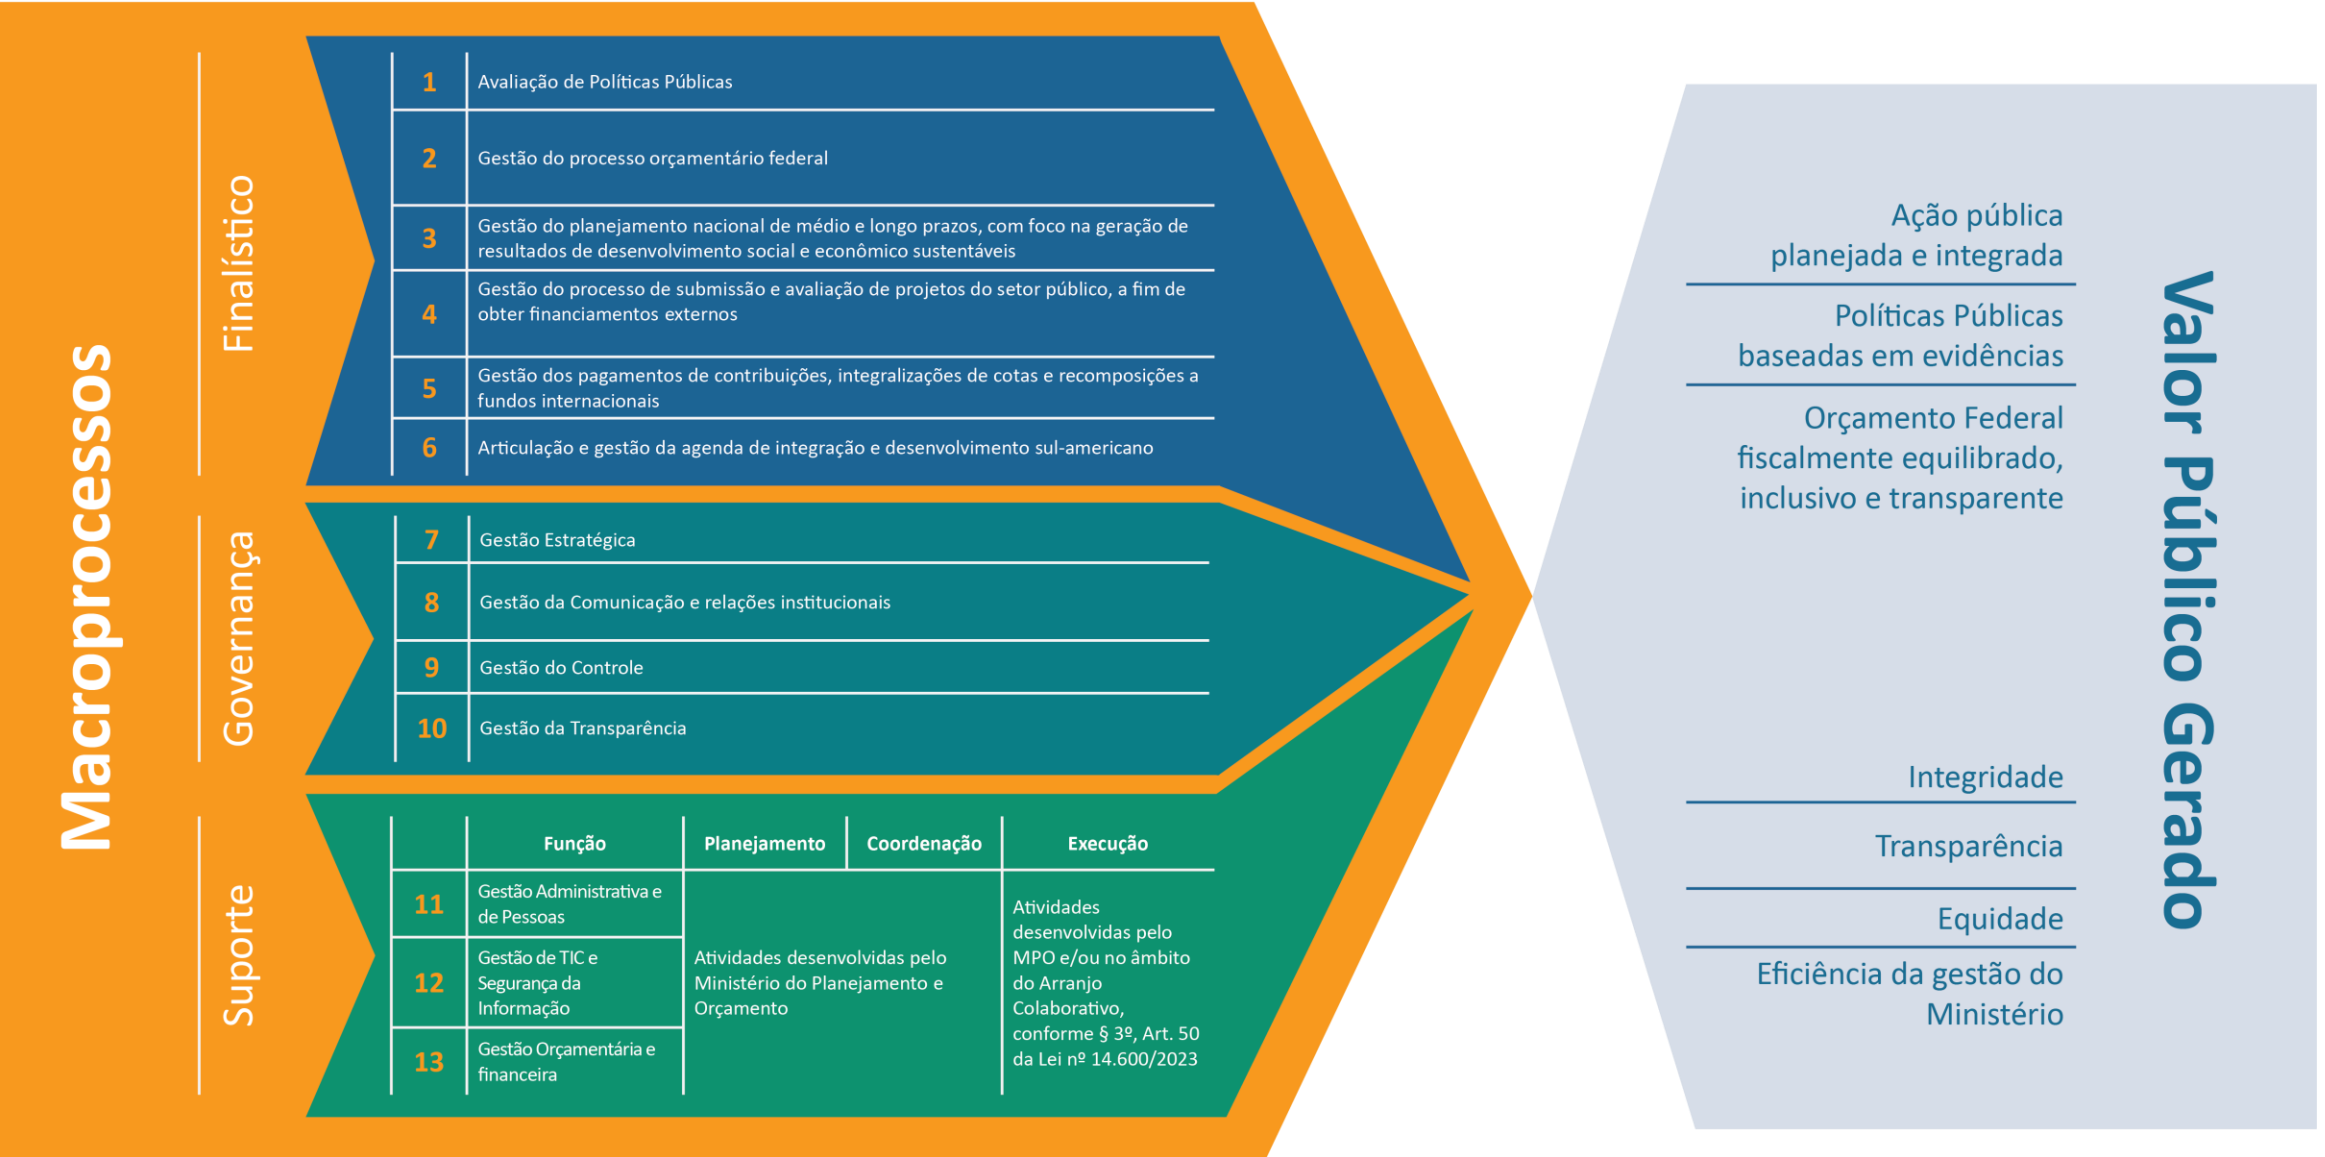 Macroprocessos
Finalístico
1
Avaliação de Políticas Públicas
2
Gestão do processo orçamentário federal
3
Gestão do planejamento nacional de médio e longo prazos, com foco na geração de
resultados de desenvolvimento social e econômico sustentáveis
4
Gestão do processo de submissão e avaliação de projetos do setor público, a fim de
obter financiamentos externos
5
Gestão dos pagamentos de contribuições, integralizações de cotas e recomposições a
fundos internacionais
6
Articulação e gestão da agenda de integração e desenvolvimento sul-americano
Governança
7
Gestão Estratégica
8
Gestão da Comunicação e relações institucionais
9
Gestão do Controle
10
Gestão da Transparência
Suporte
Função
Planejamento
Coordenação
Execução
11
Gestão Administrativa e
de Pessoas
12
Gestão de TIC e
Segurança da
Informação
13
Gestão Orçamentária e
financeira
Atividades desenvolvidas pelo
Ministério do Planejamento e
Orçamento
Atividades
desenvolvidas pelo
MPO e/ou no âmbito
do Arranjo
Colaborativo,
conforme § 3º, Art. 50
da Lei nº 14.600/2023
Valor Público Gerado
Ação pública
planejada e integrada
Políticas Públicas
baseadas em evidências
Orçamento Federal
fiscalmente equilibrado,
inclusivo e transparente
Integridade
Transparência
Equidade
Eficiência da gestão do
Ministério